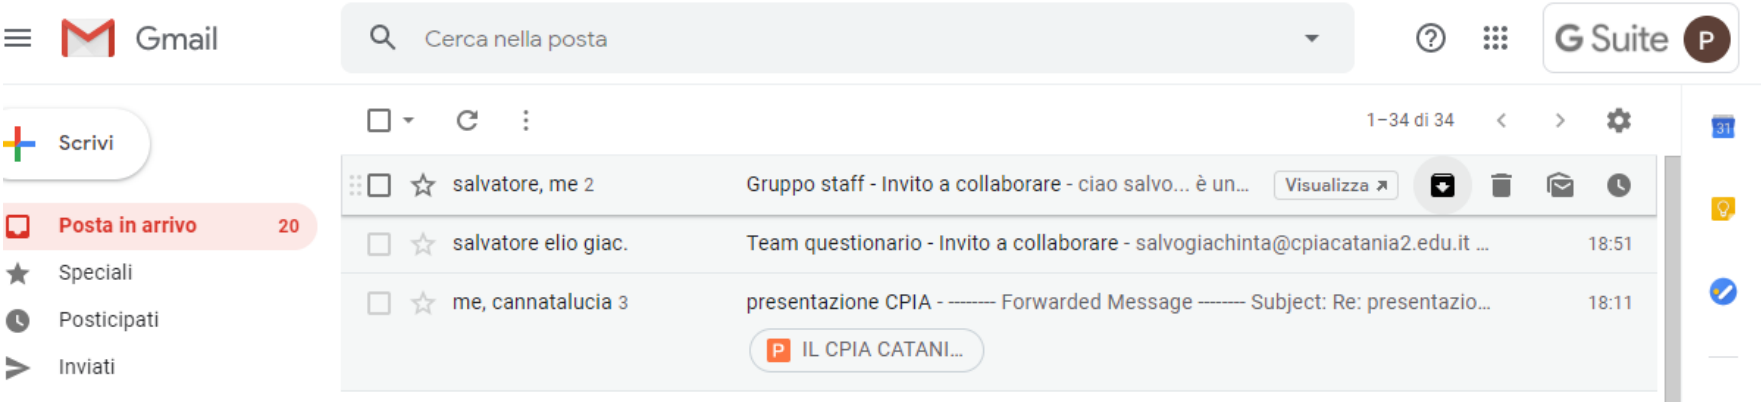 Gmail
Cerca nella posta
G Suite
P
Scrivi
1–34 di 34
31
salvatore, me 2
Gruppo staff - Invito a collaborare - ciao salvo... è un...
Visualizza
Posta in arrivo 20
salvatore elio giac.
Team questionario - Invito a collaborare - salvogiachinta@cpiacatania2.edu.it ...
18:51
Speciali
me, cannatalucia 3
presentazione CPIA - -------- Forwarded Message -------- Subject: Re: presentazio...
18:11
Posticipati
P IL CPIA CATANI...
Inviati